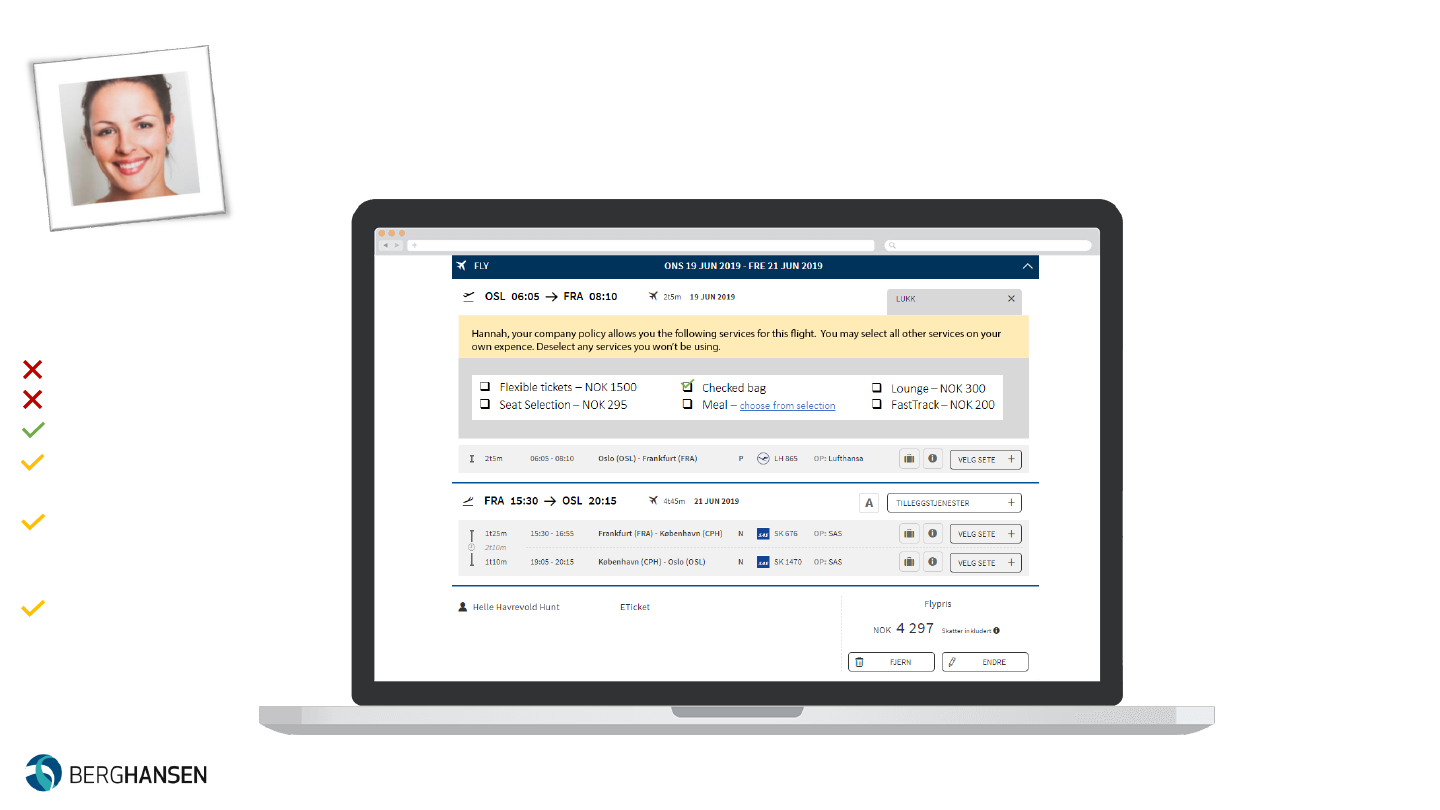 FLY ONS 19 JUN 2019 - FRE 21 JUN 2019
OSL 06:05 → FRA 08:10 2t5m 19 JUN 2019 LUKK
Hannah, your company policy allows you the following services for this flight. You may select all other services on your
own expence. Deselect any services you won't be using.
Flexible tickets – NOK 1500 Checked bag Lounge – NOK 300
Seat Selection – NOK 295 Meal – choose from selection FastTrack – NOK 200
2t5m 06:05 - 08:10 Oslo (OSL) - Frankfurt (FRA) P LH 865 OP: Lufthansa VELG SETE +
FRA 15:30 → OSL 20:15 4t45m 21 JUN 2019 A TILLEGGSTJENESTER +
1t25m 15:30 - 16:55 Frankfurt (FRA) - København (CPH) N SAS SK 676 OP: SAS VELG SETE +
2t10m
1t10m 19:05 - 20:15 København (CPH) - Oslo (OSL) N SAS SK 1470 OP: SAS VELG SETE +
Helle Havrevold Hunt ETicket Flypris
NOK 4 297 Skatter inkludert
FJERN ENDRE
BERGHANSEN